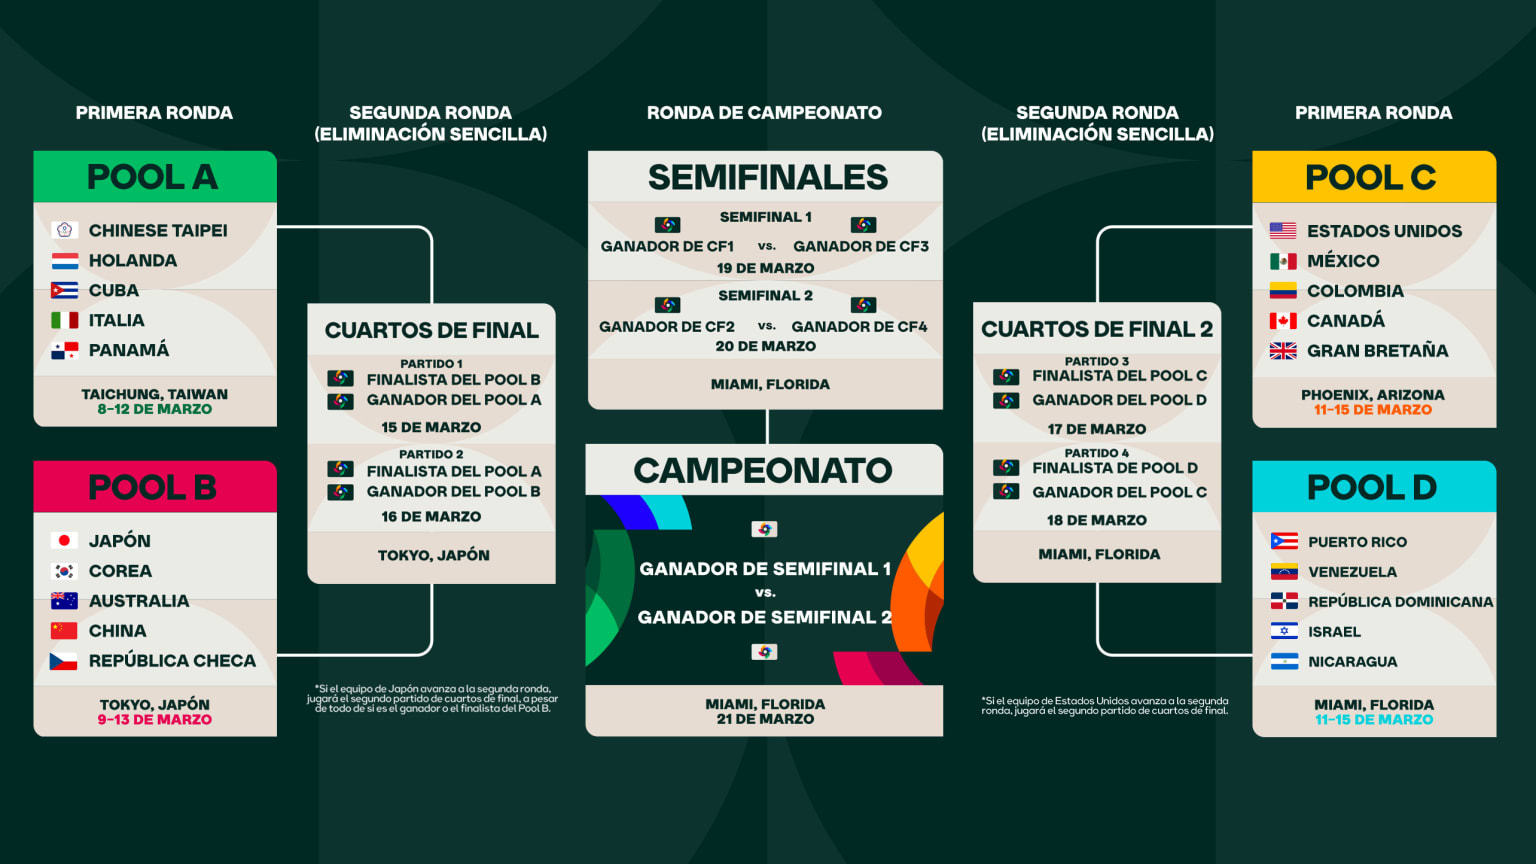 PRIMERA RONDA
POOL A
CHINESE TAIPEI
HOLANDA
CUBA
ITALIA
PANAMÁ
TAICHUNG, TAIWAN
8-12 DE MARZO
POOL B
JAPÓN
COREA
AUSTRALIA
CHINA
REPÚBLICA CHECA
TOKYO, JAPÓN
9-13 DE MARZO
SEGUNDA RONDA
(ELIMINACIÓN SENCILLA)
CUARTOS DE FINAL
PARTIDO 1
FINALISTA DEL POOL B
GANADOR DEL POOL A
15 DE MARZO
PARTIDO 2
FINALISTA DEL POOL A
GANADOR DEL POOL B
16 DE MARZO
TOKYO, JAPÓN
*Si el equipo de Japón avanza a la segunda ronda,
jugará el segundo partido de cuartos de final, a pesar
de todo de si es el ganador o el finalista del Pool B.
RONDA DE CAMPEONATO
SEMIFINALES
SEMIFINAL 1
GANADOR DE CF1 vs. GANADOR DE CF3
19 DE MARZO
SEMIFINAL 2
GANADOR DE CF2 vs. GANADOR DE CF4
20 DE MARZO
MIAMI, FLORIDA
CAMPEONATO
GANADOR DE SEMIFINAL 1
vs.
GANADOR DE SEMIFINAL 2
MIAMI, FLORIDA
21 DE MARZO
SEGUNDA RONDA
(ELIMINACIÓN SENCILLA)
CUARTOS DE FINAL 2
PARTIDO 3
FINALISTA DEL POOL C
GANADOR DEL POOL D
17 DE MARZO
PARTIDO 4
FINALISTA DE POOL D
GANADOR DEL POOL C
18 DE MARZO
MIAMI, FLORIDA
*Si el equipo de Estados Unidos avanza a la segunda
ronda, jugará el segundo partido de cuartos de final.
PRIMERA RONDA
POOL C
ESTADOS UNIDOS
MÉXICO
COLOMBIA
CANADÁ
GRAN BRETAÑA
PHOENIX, ARIZONA
11-15 DE MARZO
POOL D
PUERTO RICO
VENEZUELA
REPÚBLICA DOMINICANA
ISRAEL
NICARAGUA
MIAMI, FLORIDA
11-15 DE MARZO